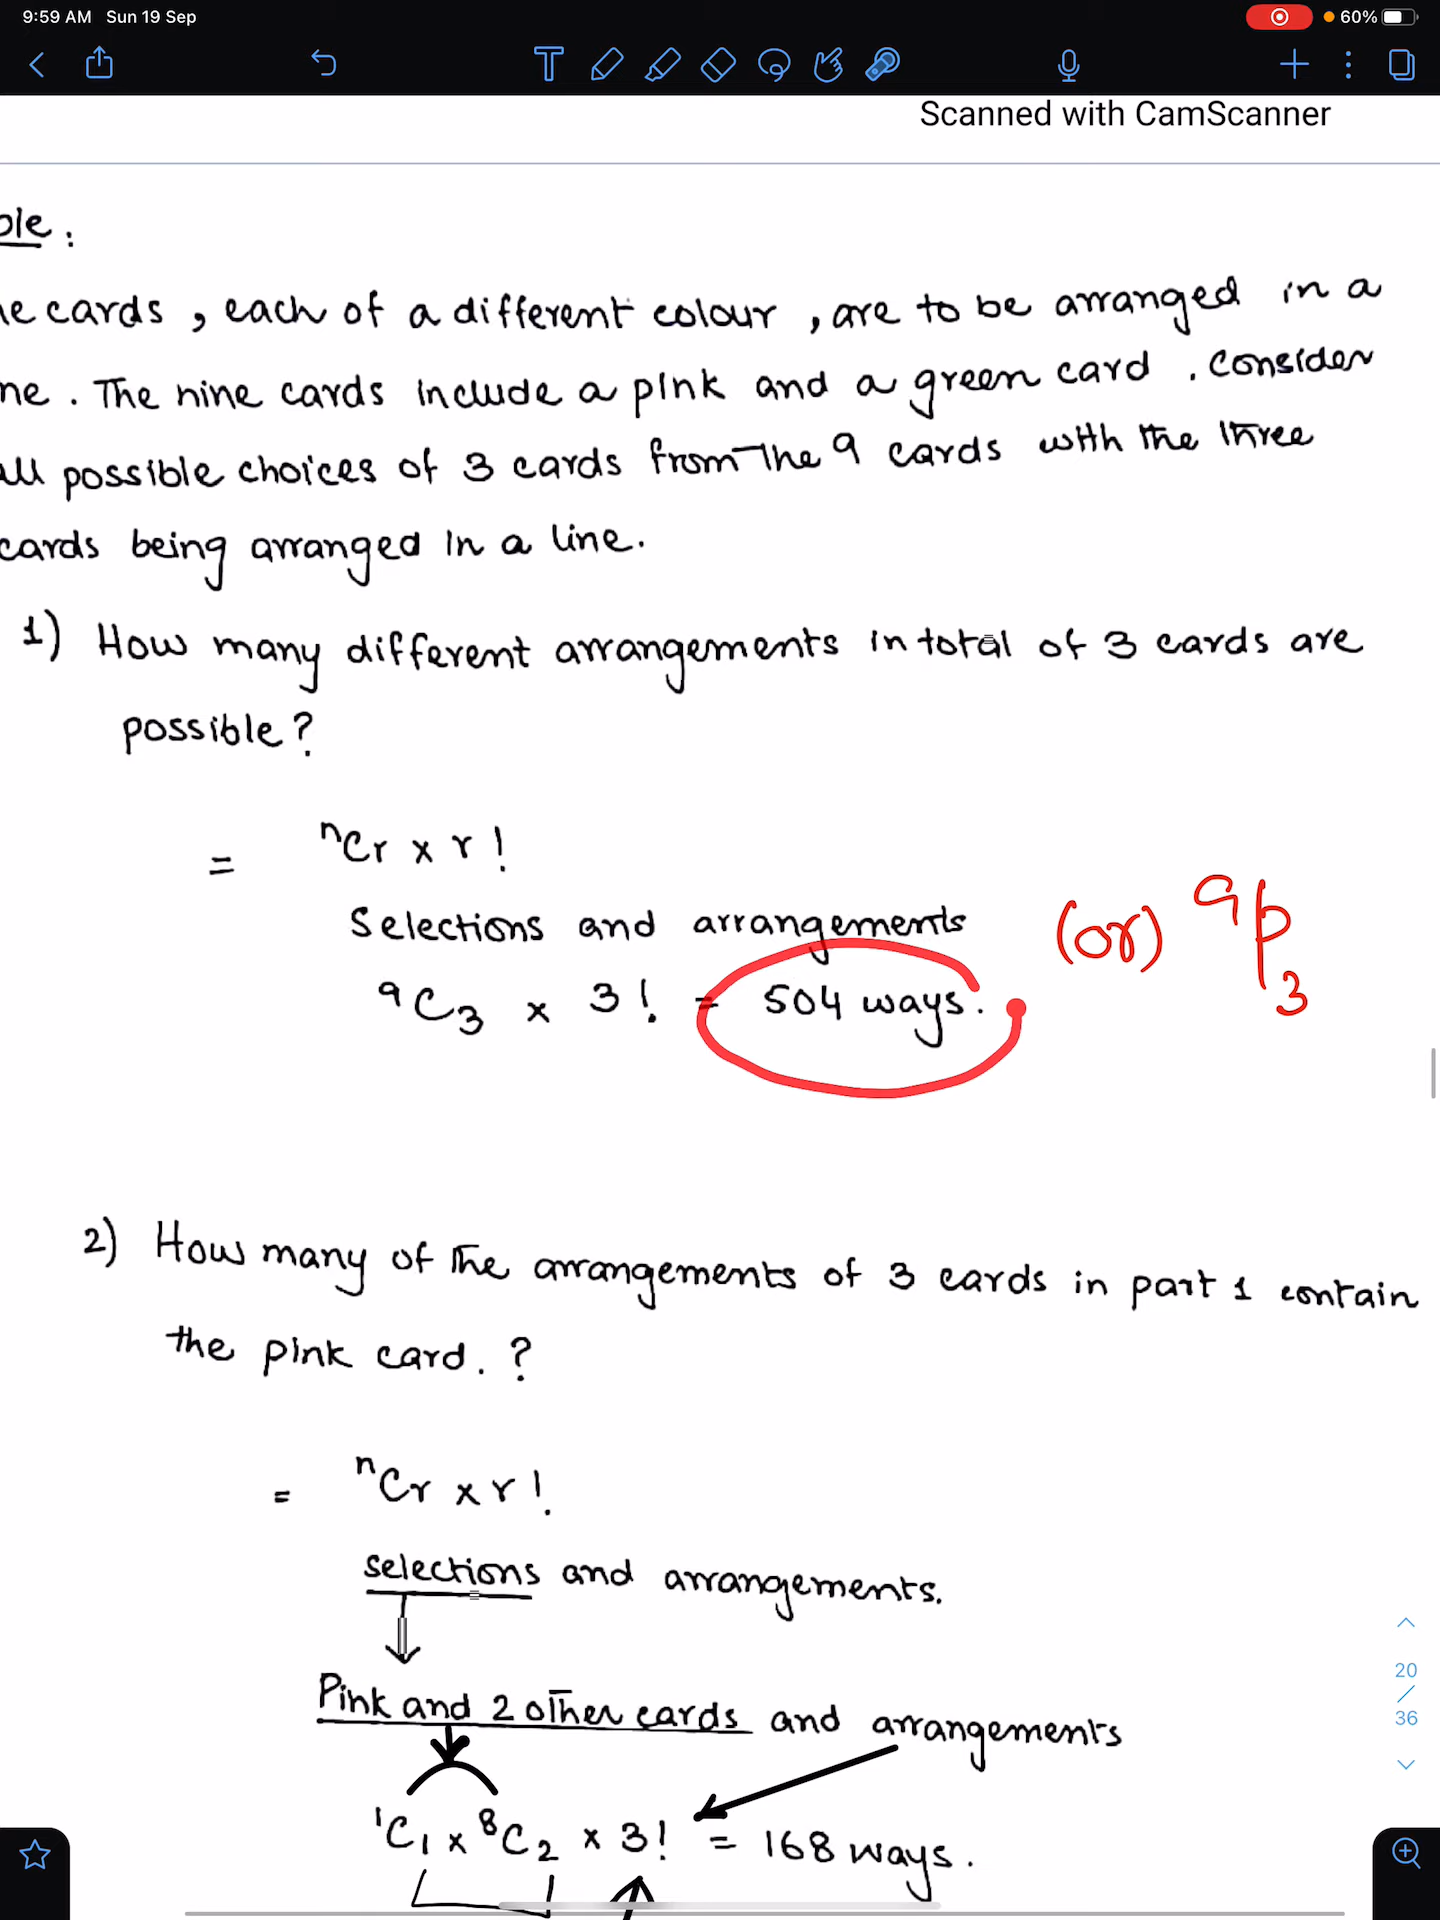 9:59 AM Sun 19 Sep 60%
Scanned with CamScanner
ple :
ne cards , each of a different colour , are to be arranged in a
ne . The nine cards include a pink and a green card . Consider
all possible choices of 3 cards from the 9 cards with the three
cards being arranged in a line.
1) How many different arrangements in total of 3 cards are
possible ?
= nCr x r !
Selections and arrangements
9C3 x 3 ! = 504 ways. (or) 9P3
2) How many of the arrangements of 3 cards in part 1 contain
the pink card . ?
= nCr x r !.
selections and arrangements.
Pink and 2 other cards and arrangements
1C1 x 8C2 x 3 ! = 168 ways .
20
/
36